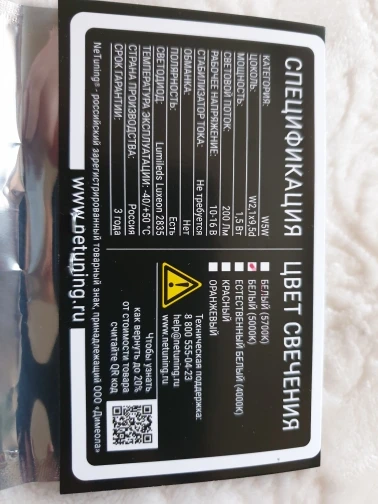 СПЕЦИФИКАЦИЯ
КАТЕГОРИЯ: W5W
ЦОКОЛЬ: W2,1x9,5d
МОЩНОСТЬ: 1,5 Вт
СВЕТОВОЙ ПОТОК: 200 Лм
РАБОЧЕЕ НАПРЯЖЕНИЕ: 10-16 В
СТАБИЛИЗАТОР ТОКА: Не требуется
ОБМАНКА: Нет
ПОЛЯРНОСТЬ: Есть
СВЕТОДИОД: Lumileds Luxeon 2835
ТЕМПЕРАТУРА ЭКСПЛУАТАЦИИ: -40/+50 °C
СТРАНА ПРОИЗВОДСТВА: Россия
СРОК ГАРАНТИИ: 3 года
ЦВЕТ СВЕЧЕНИЯ
БЕЛЫЙ (5700K)
БЕЛЫЙ (5000K)
ЕСТЕСТВЕННЫЙ БЕЛЫЙ (4000K)
КРАСНЫЙ
ОРАНЖЕВЫЙ
Техническая поддержка:
8 800 555-04-23
help@netuning.ru
www.netuning.ru
Чтобы узнать
как вернуть до 20%
от стоимости товара
считайте QR код
NeTuning® - российский зарегистрированный товарный знак, принадлежащий ООО «Димеола»
www.netuning.ru